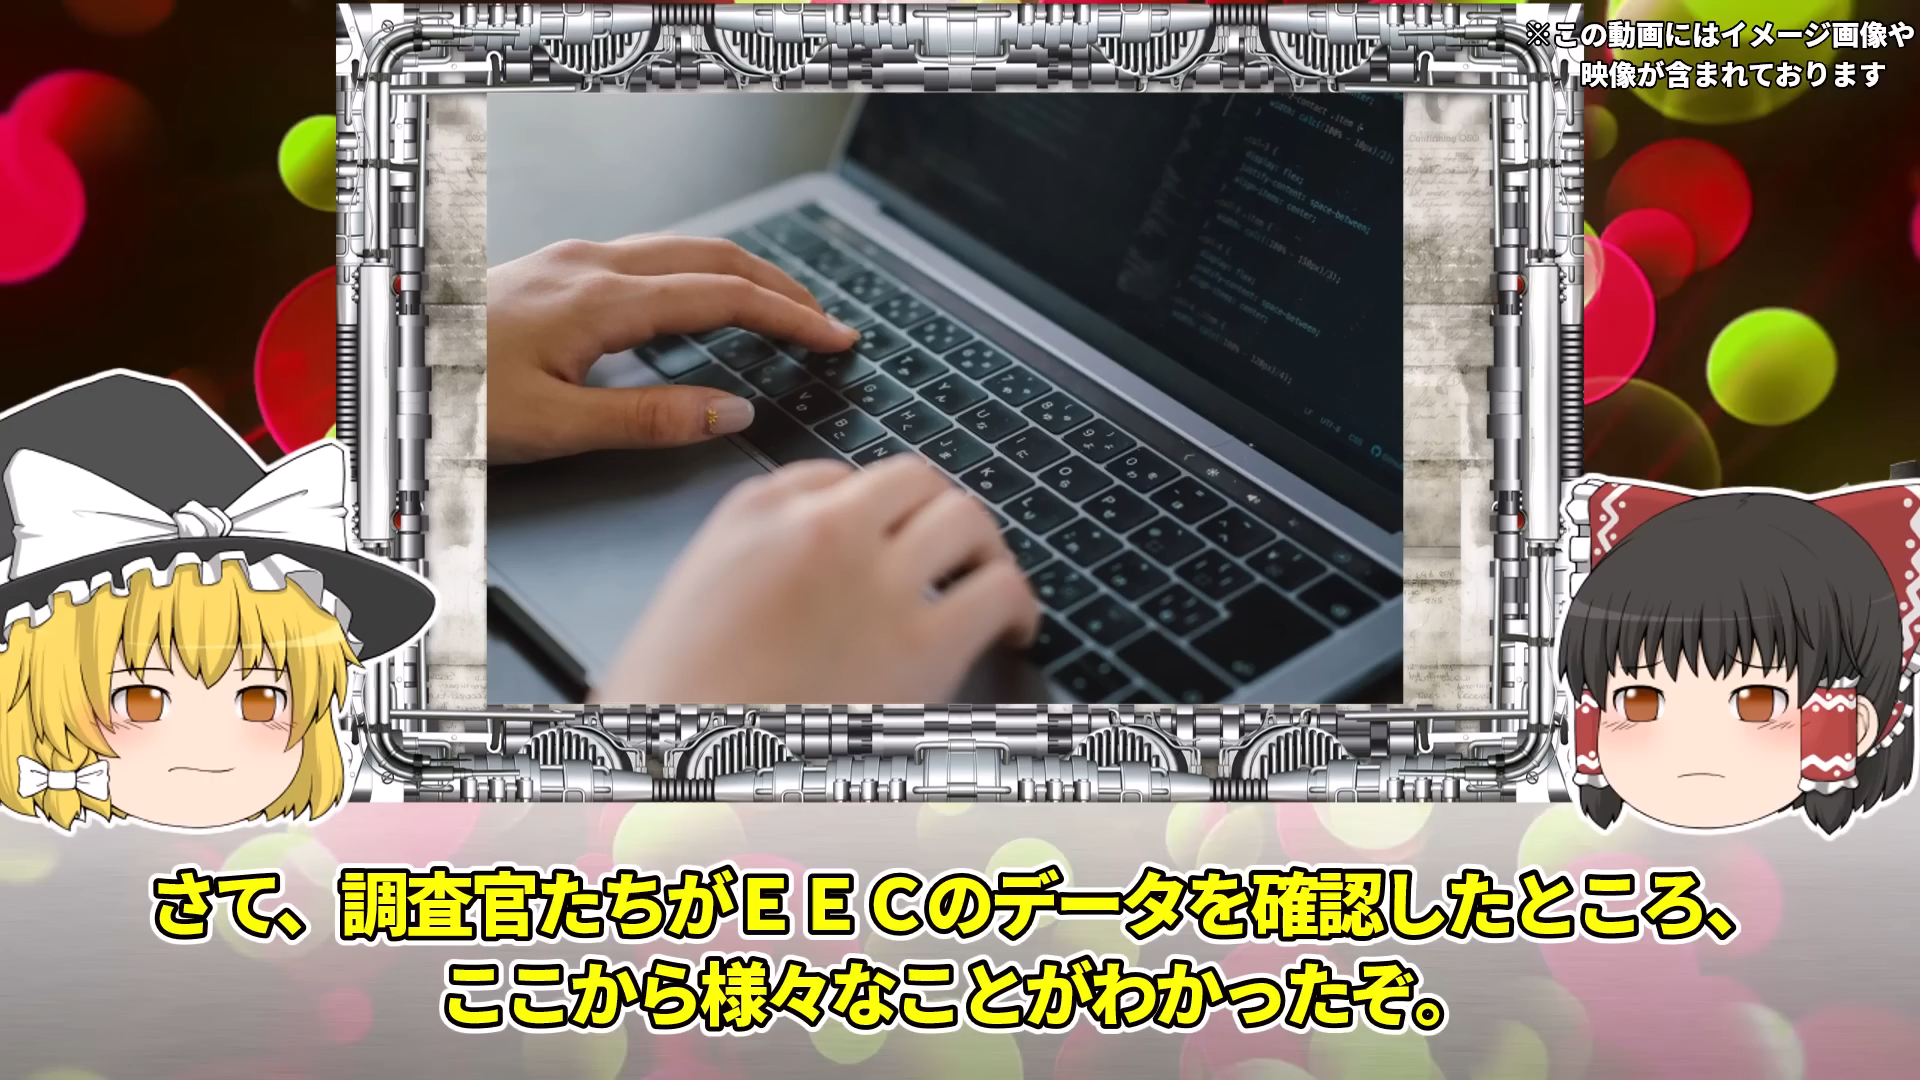 ※この動画にはイメージ画像や
映像が含まれております
さて、調査官たちがＥＥＣのデータを確認したところ、
ここから様々なことがわかったぞ。